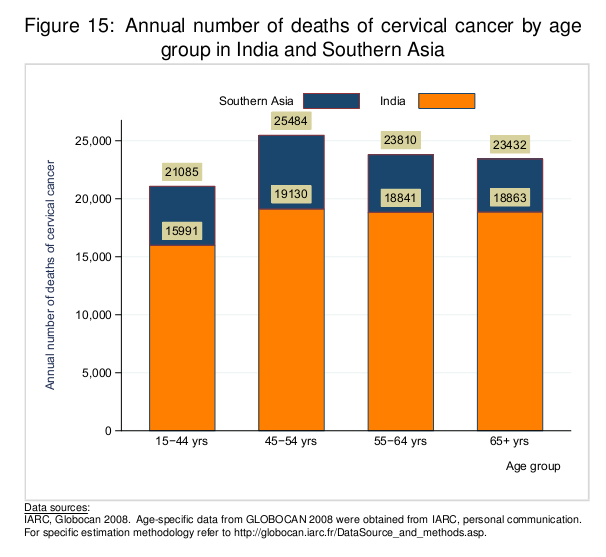 Figure 15: Annual number of deaths of cervical cancer by age
group in India and Southern Asia
Southern Asia India
25484
25,000
23810
23432
21085
20,000
19130
18841
18863
15991
15,000
10,000
5,000
0
Annual number of deaths of cervical cancer
15−44 yrs 45−54 yrs 55−64 yrs 65+ yrs
Age group
Data sources:
IARC, Globocan 2008. Age-specific data from GLOBOCAN 2008 were obtained from IARC, personal communication.
For specific estimation methodology refer to http://globocan.iarc.fr/DataSource_and_methods.asp.